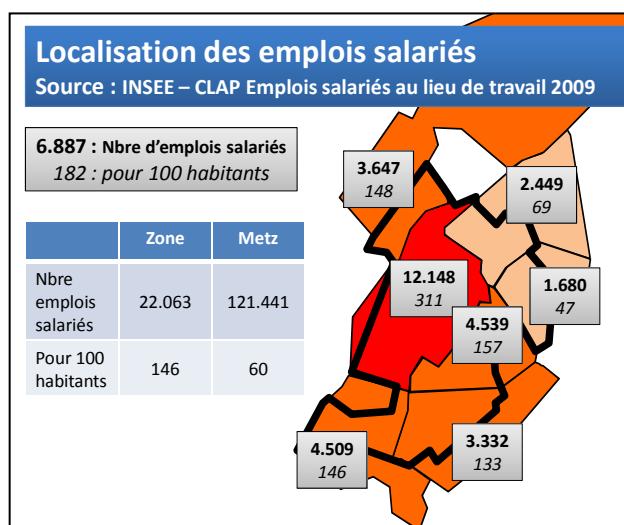 Localisation des emplois salariés
Source : INSEE – CLAP Emplois salariés au lieu de travail 2009
6.887 : Nbre d'emplois salariés
182 : pour 100 habitants
Zone Metz
Nbre
emplois
salariés
22.063 121.441
Pour 100
habitants
146 60
3.647
148
2.449
69
12.148
311
1.680
47
4.539
157
4.509
146
3.332
133